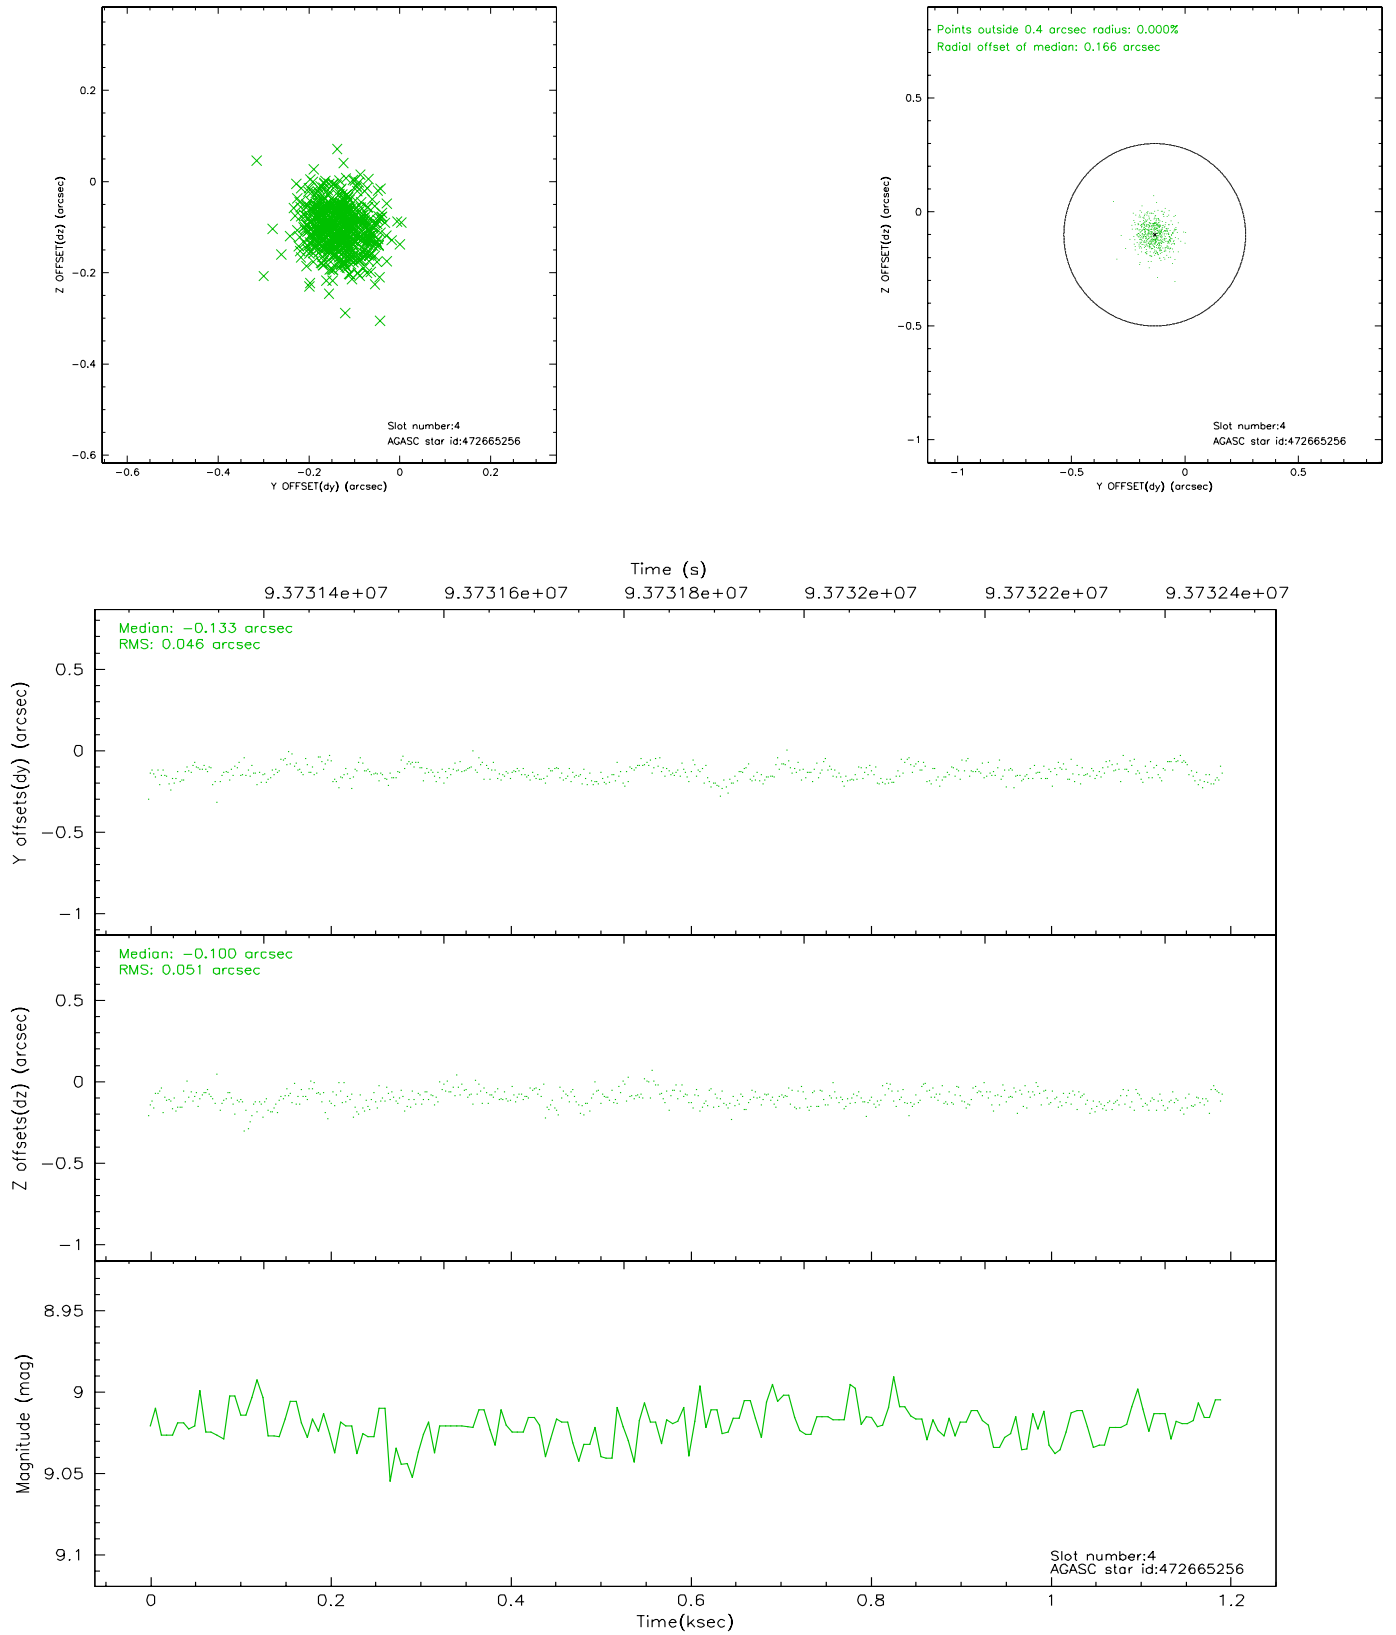 0.2
0
−0.2
−0.4
−0.6
Z OFFSET(dz) (arcsec)
Slot number:4
AGASC star id:472665256
−0.6 −0.4 −0.2 0 0.2
Y OFFSET(dy) (arcsec)
Points outside 0.4 arcsec radius: 0.000%
Radial offset of median: 0.166 arcsec
0.5
0
−0.5
−1
Z OFFSET(dz) (arcsec)
Slot number:4
AGASC star id:472665256
−1 −0.5 0 0.5
Y OFFSET(dy) (arcsec)
Time (s)
9.37314e+07 9.37316e+07 9.37318e+07 9.3732e+07 9.37322e+07 9.37324e+07
Median: −0.133 arcsec
RMS: 0.046 arcsec
0.5
0
−0.5
−1
Y offsets(dy) (arcsec)
Median: −0.100 arcsec
RMS: 0.051 arcsec
0.5
0
−0.5
−1
Z offsets(dz) (arcsec)
8.95
9
9.05
9.1
Magnitude (mag)
Slot number:4
AGASC star id:472665256
0 0.2 0.4 0.6 0.8 1 1.2
Time(ksec)